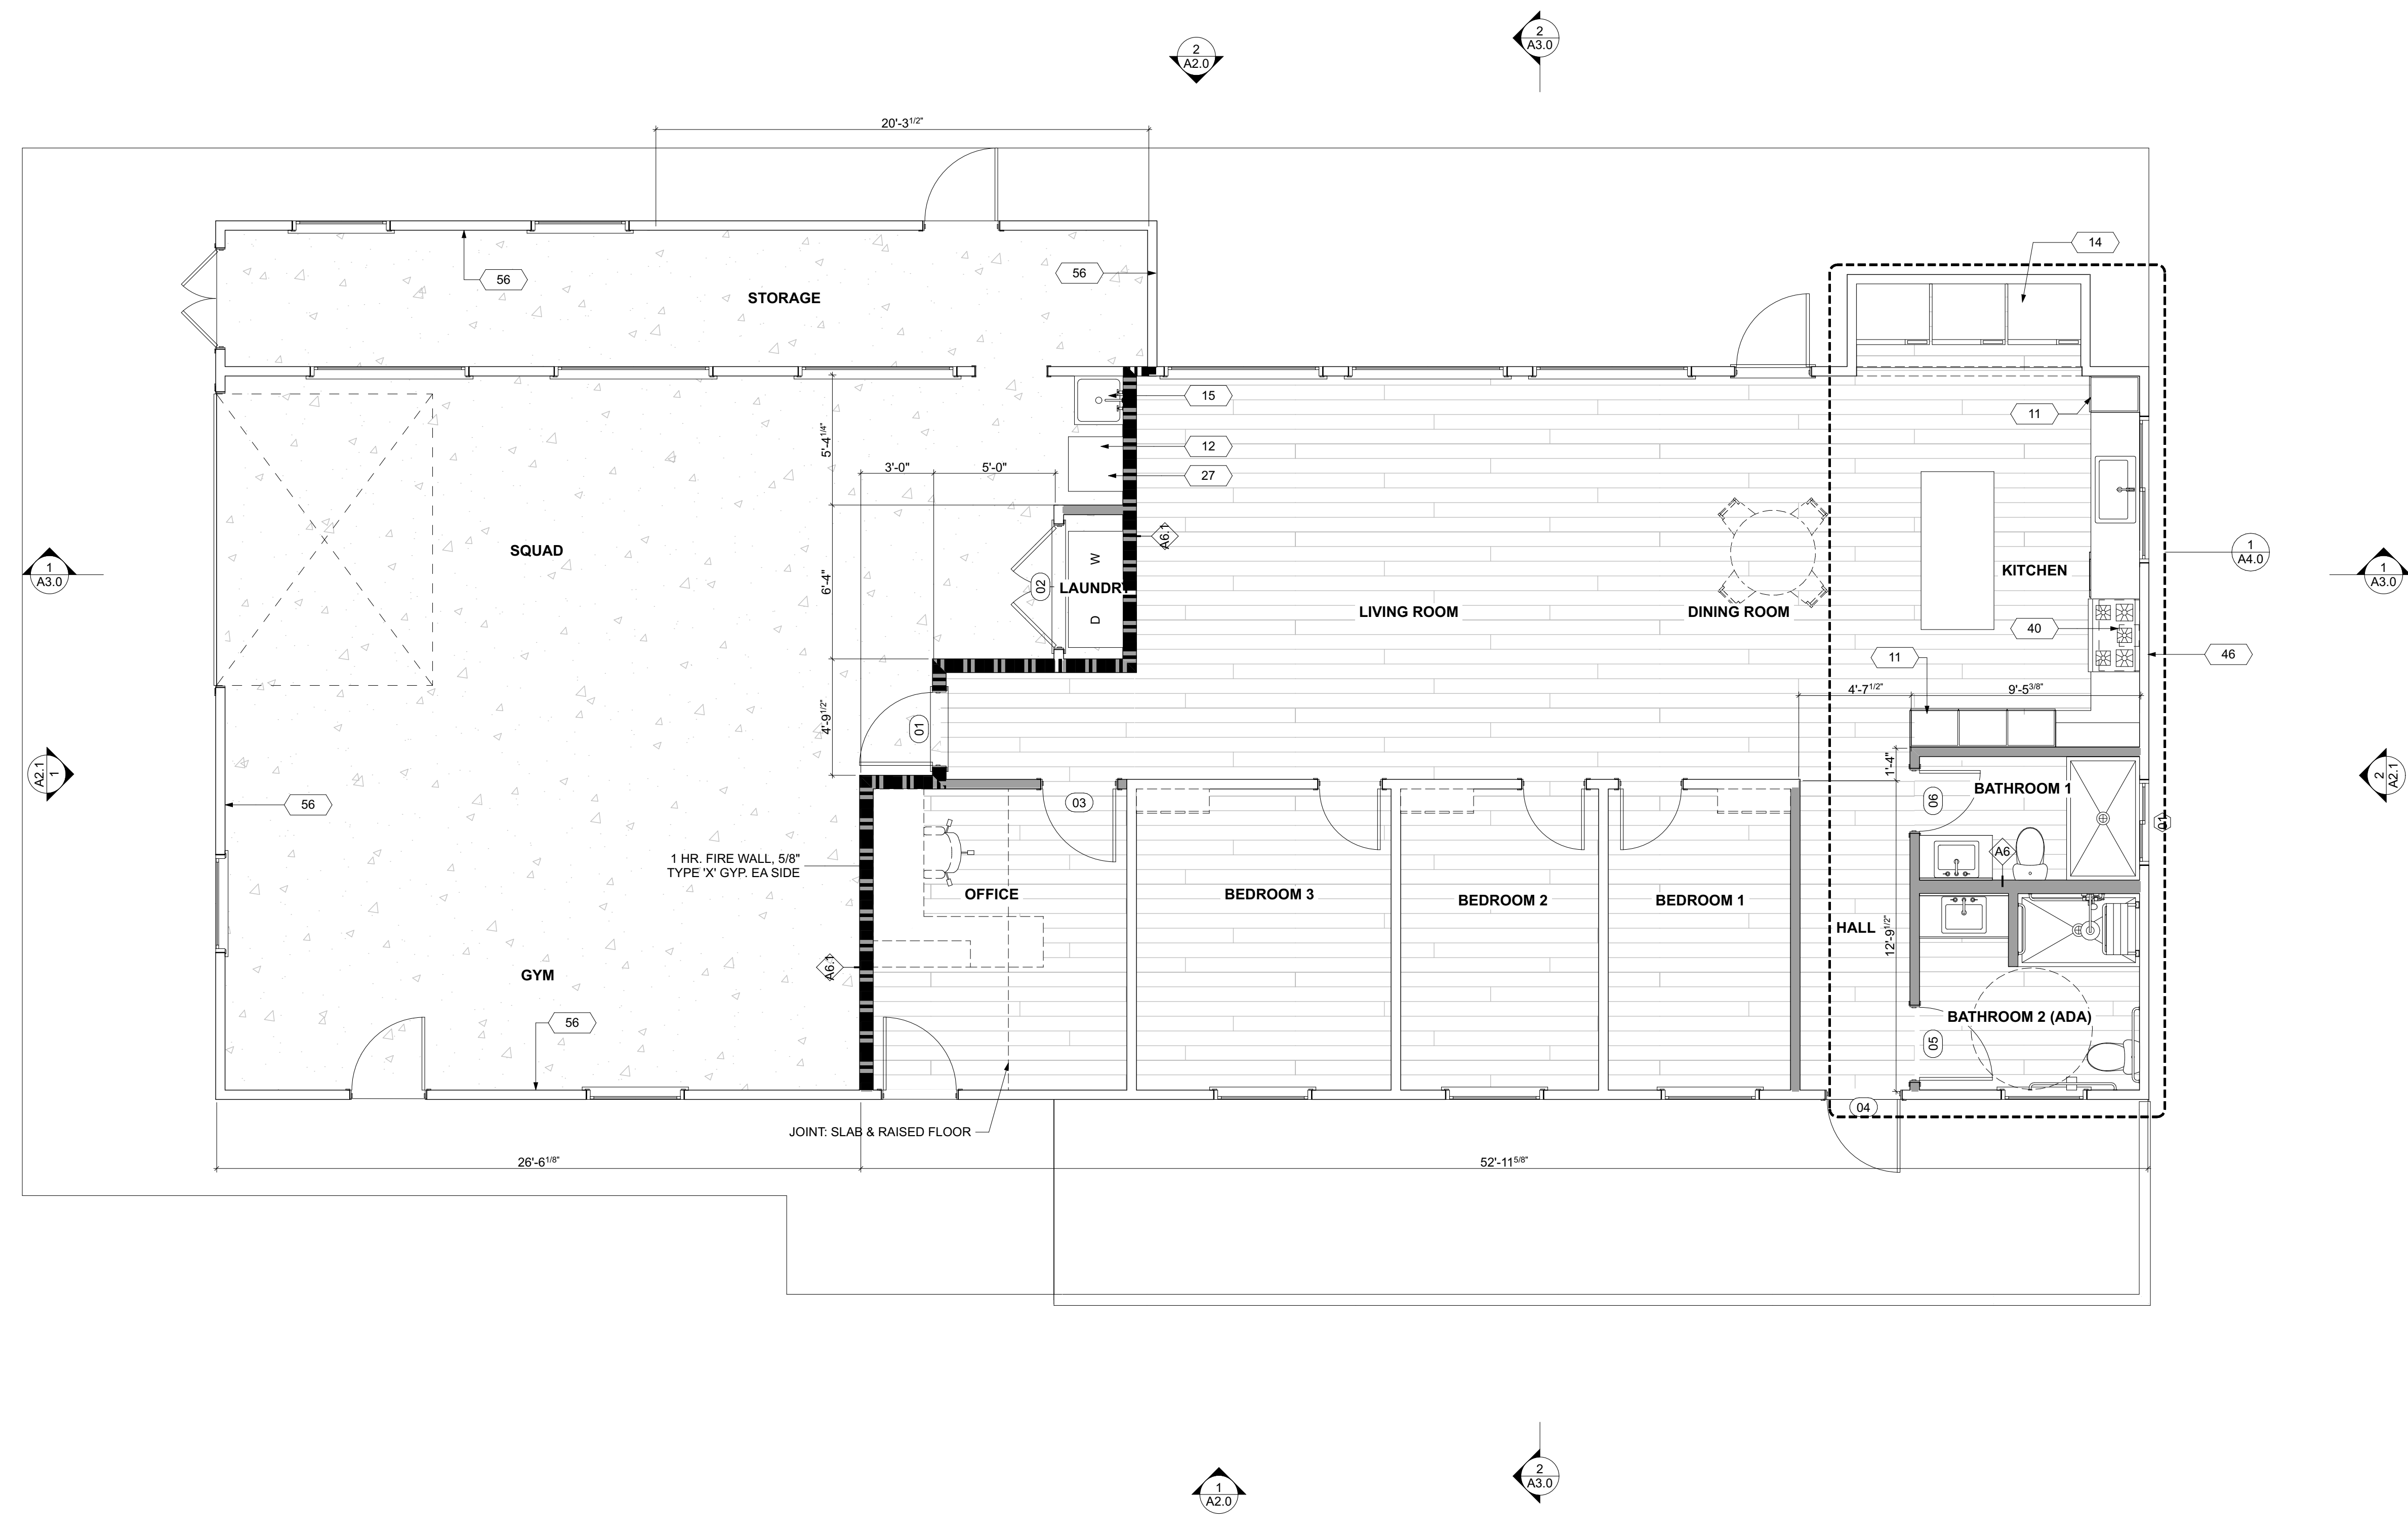 2
A3.0
2
A2.0
20'-3 1/2"
14
56
56
STORAGE
15
11
12
5'-4 1/4"
3'-0"
5'-0"
27
A6.1
SQUAD
W
1
A4.0
1
A3.0
KITCHEN
1
A3.0
6'-4"
02
LAUNDRY
LIVING ROOM
DINING ROOM
D
40
11
46
4'-7 1/2"
9'-5 3/8"
4'-9 1/2"
01
1'-4"
A2.1
1
2
A2.1
BATHROOM 1
56
03
06
01
1 HR. FIRE WALL, 5/8"
TYPE 'X' GYP. EA SIDE
A6
OFFICE
BEDROOM 3
BEDROOM 2
BEDROOM 1
HALL
12'-9 1/2"
A6.1
GYM
56
BATHROOM 2 (ADA)
05
04
JOINT: SLAB & RAISED FLOOR
26'-6 1/8"
52'-11 5/8"
2
A3.0
1
A2.0